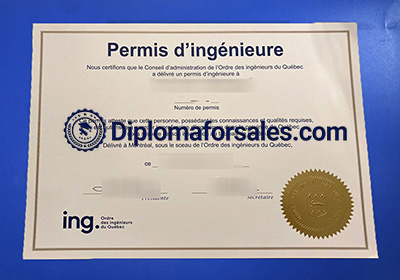 Permis d'ingénieure
Nous certifions que le Conseil d'administration de l'Ordre des ingénieurs du Québec
a délivré un permis d'ingénieure à
Numéro de permis
que cette personne, possédant les connaissances et qualités requises,
Diplomaforsales.com
Délivré à Montréal, sous le sceau de l'Ordre des ingénieurs du Québec,
ce
secrétaire
ing.
Ordre
des ingénieurs
du Québec